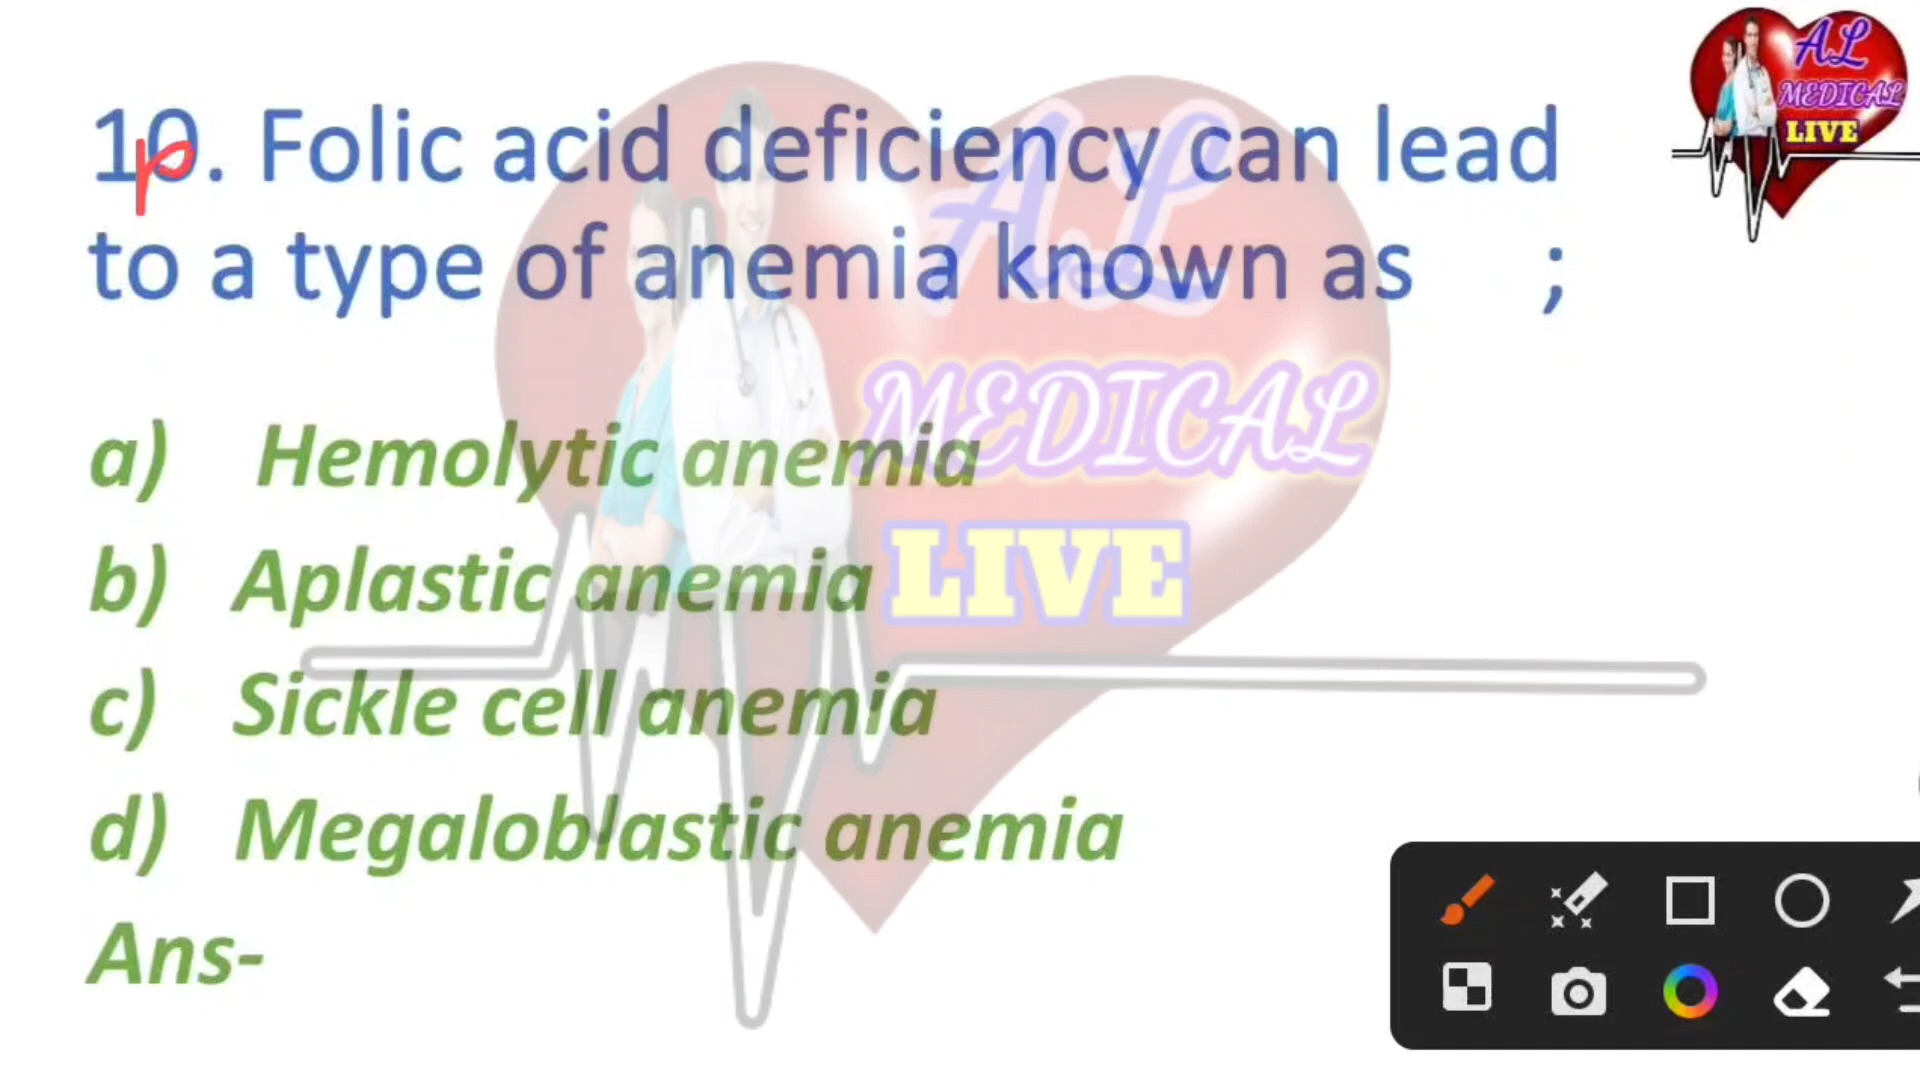 10. Folic acid deficiency can lead
to a type of anemia known as ;
a) Hemolytic anemia
b) Aplastic anemia
c) Sickle cell anemia
d) Megaloblastic anemia
Ans-
AL
MEDICAL
LIVE
AL
MEDICAL
LIVE
p